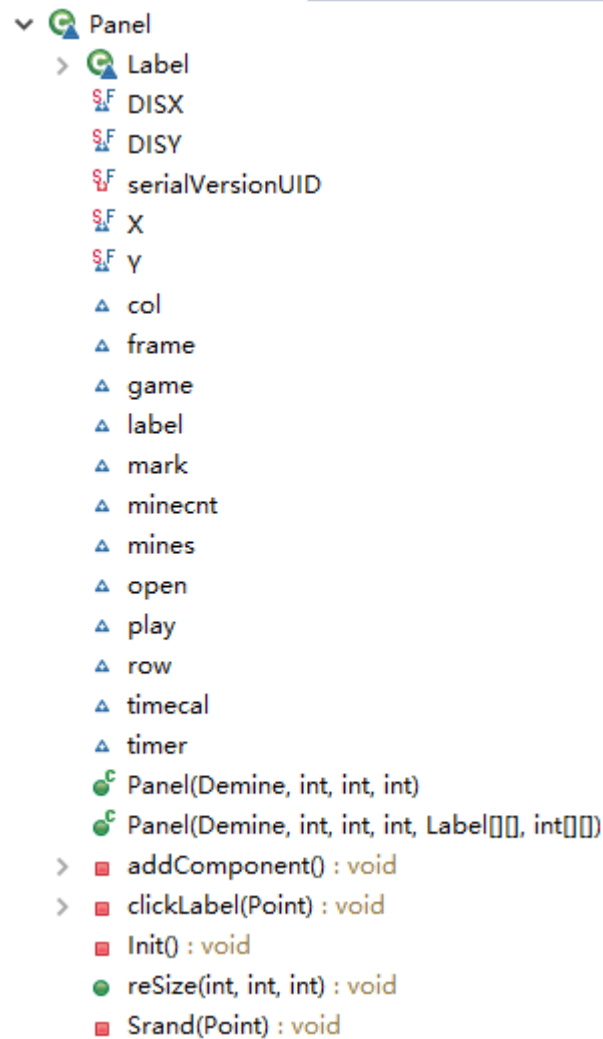 Panel
Label
DISX
DISY
serialVersionUID
X
Y
col
frame
game
label
mark
minecnt
mines
open
play
row
timecal
timer
Panel(Demine, int, int, int)
Panel(Demine, int, int, int, Label[][], int[][])
addComponent() : void
clickLabel(Point) : void
Init() : void
reSize(int, int, int) : void
Srand(Point) : void